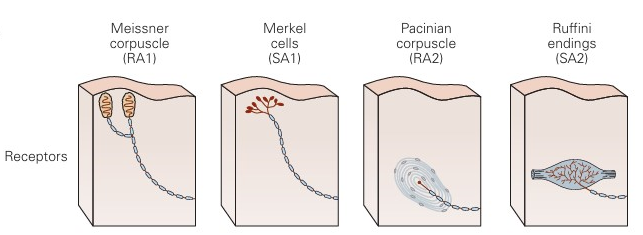 Meissner
corpuscle
(RA1)
Merkel
cells
(SA1)
Pacinian
corpuscle
(RA2)
Ruffini
endings
(SA2)
Receptors